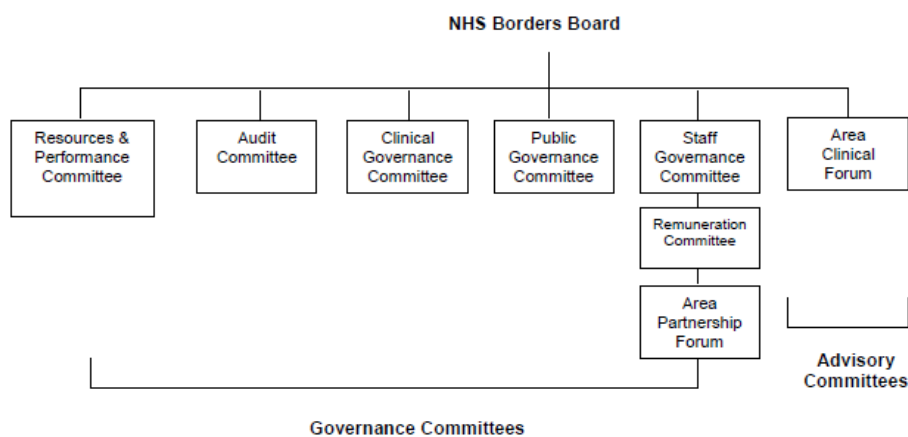 NHS Borders Board
Resources &
Performance
Committee
Audit
Committee
Clinical
Governance
Committee
Public
Governance
Committee
Staff
Governance
Committee
Area
Clinical
Forum
Remuneration
Committee
Area
Partnership
Forum
Advisory
Committees
Governance Committees